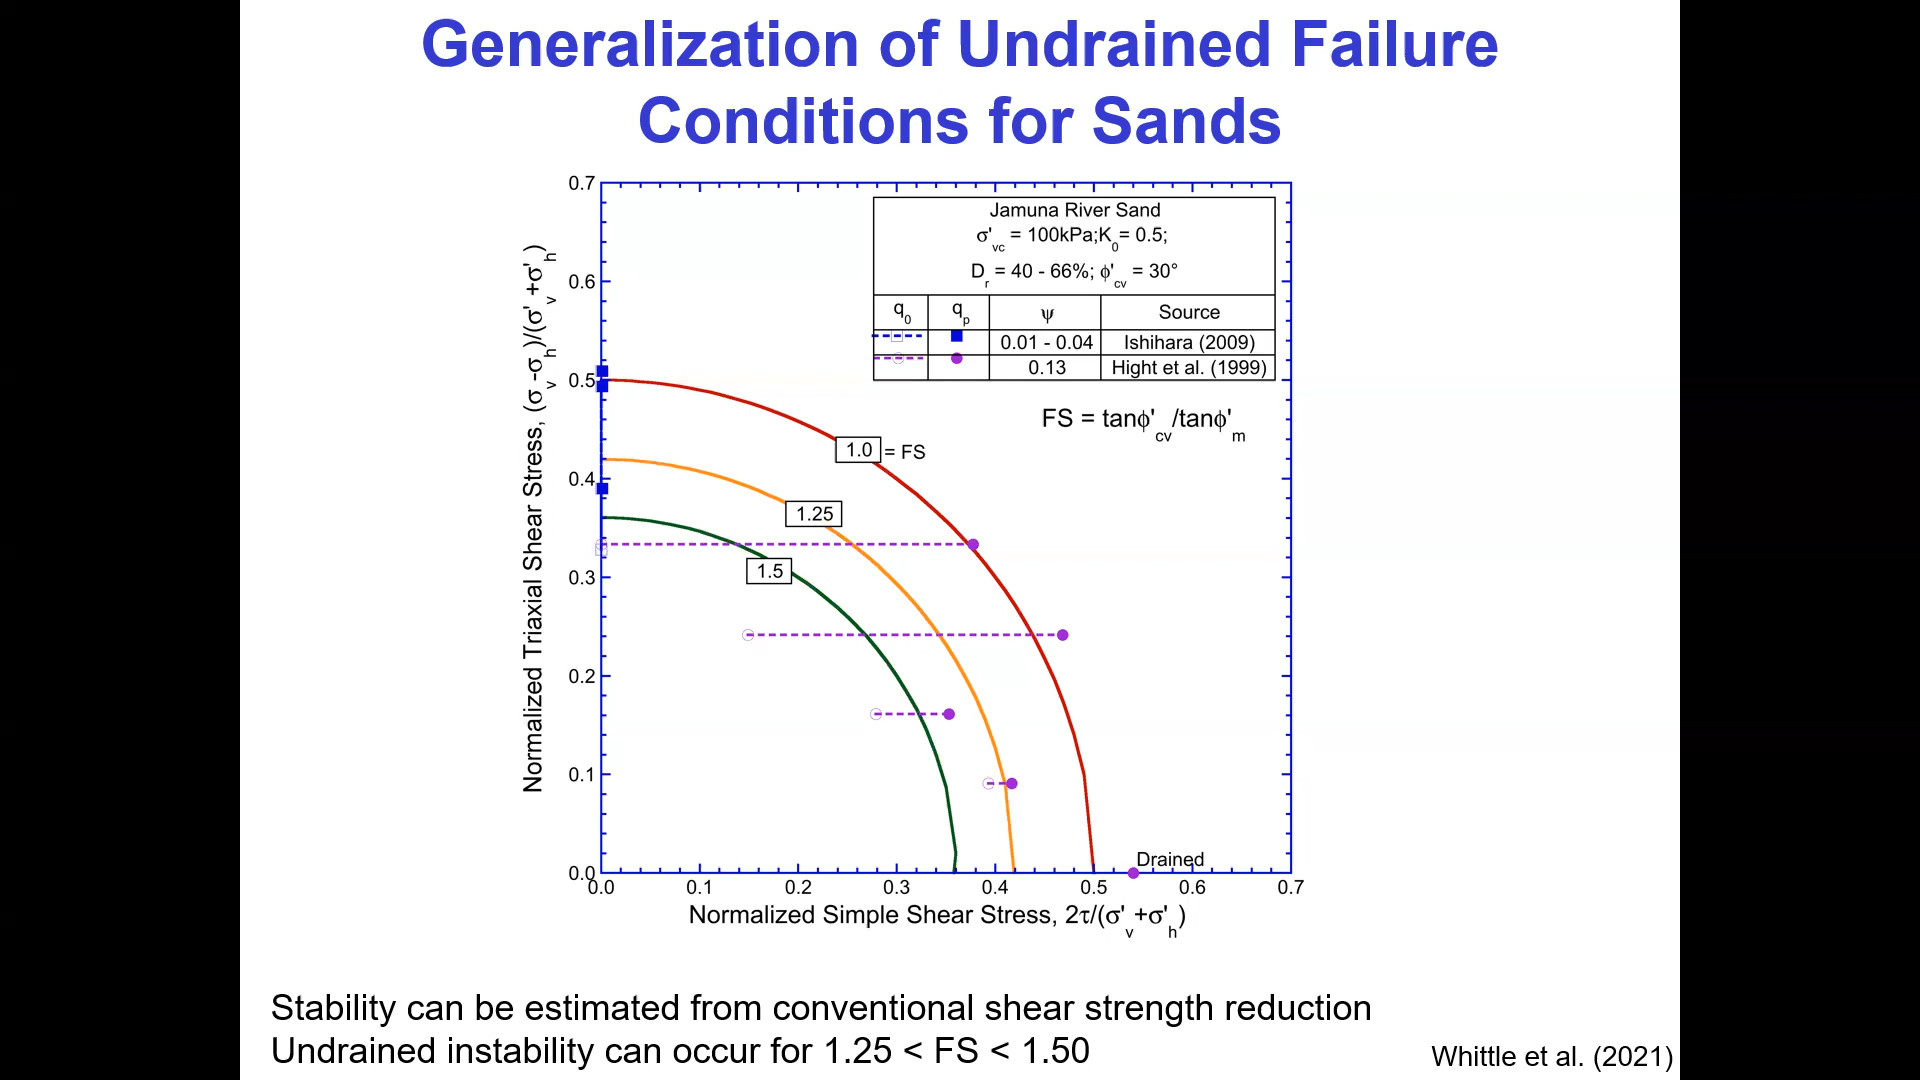 Generalization of Undrained Failure
Conditions for Sands
0.7
0.6
0.5
0.4
0.3
0.2
0.1
0.0
Normalized Triaxial Shear Stress, (σv-σh)/(σ'v+σ'h)
Jamuna River Sand
σ'vc = 100kPa;K0= 0.5;
Dr = 40 - 66%; ϕ'cv = 30°
q0 qp ψ Source
0.01 - 0.04 Ishihara (2009)
0.13 Hight et al. (1999)
FS = tanϕ'cv/tanϕ'm
1.0 = FS
1.25
1.5
Drained
0.0 0.1 0.2 0.3 0.4 0.5 0.6 0.7
Normalized Simple Shear Stress, 2τ/(σ'v+σ'h)
Stability can be estimated from conventional shear strength reduction
Undrained instability can occur for 1.25 < FS < 1.50
Whittle et al. (2021)